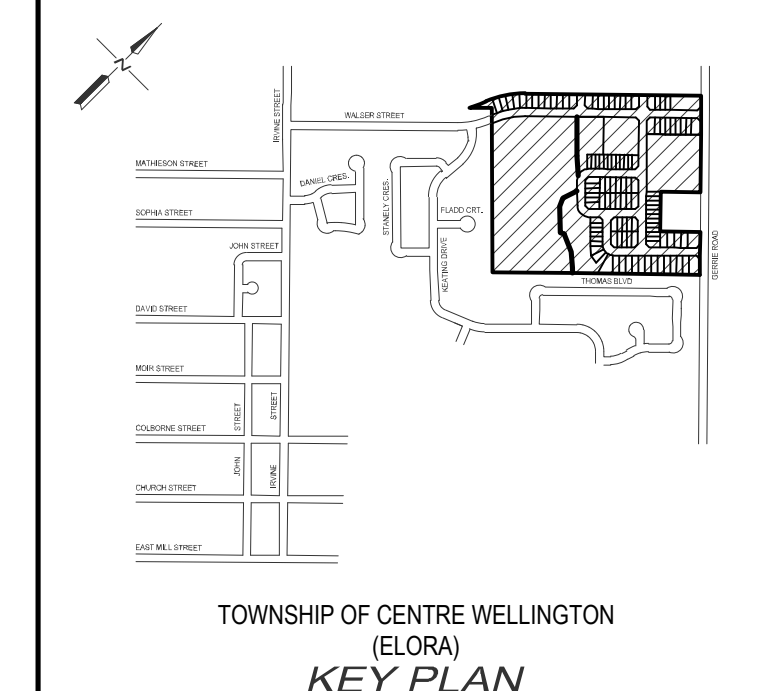 N
IRVINE STREET
WALSER STREET
MATHIESON STREET
DANIEL CRES.
STANELY CRES.
SOPHIA STREET
FLADD CRT.
JOHN STREET
KEATING DRIVE
GERRIE ROAD
THOMAS BLVD
DAVID STREET
MOIR STREET
STREET
STREET
COLBORNE STREET
JOHN
IRVINE
CHURCH STREET
EAST MILL STREET
TOWNSHIP OF CENTRE WELLINGTON
(ELORA)
KEY PLAN